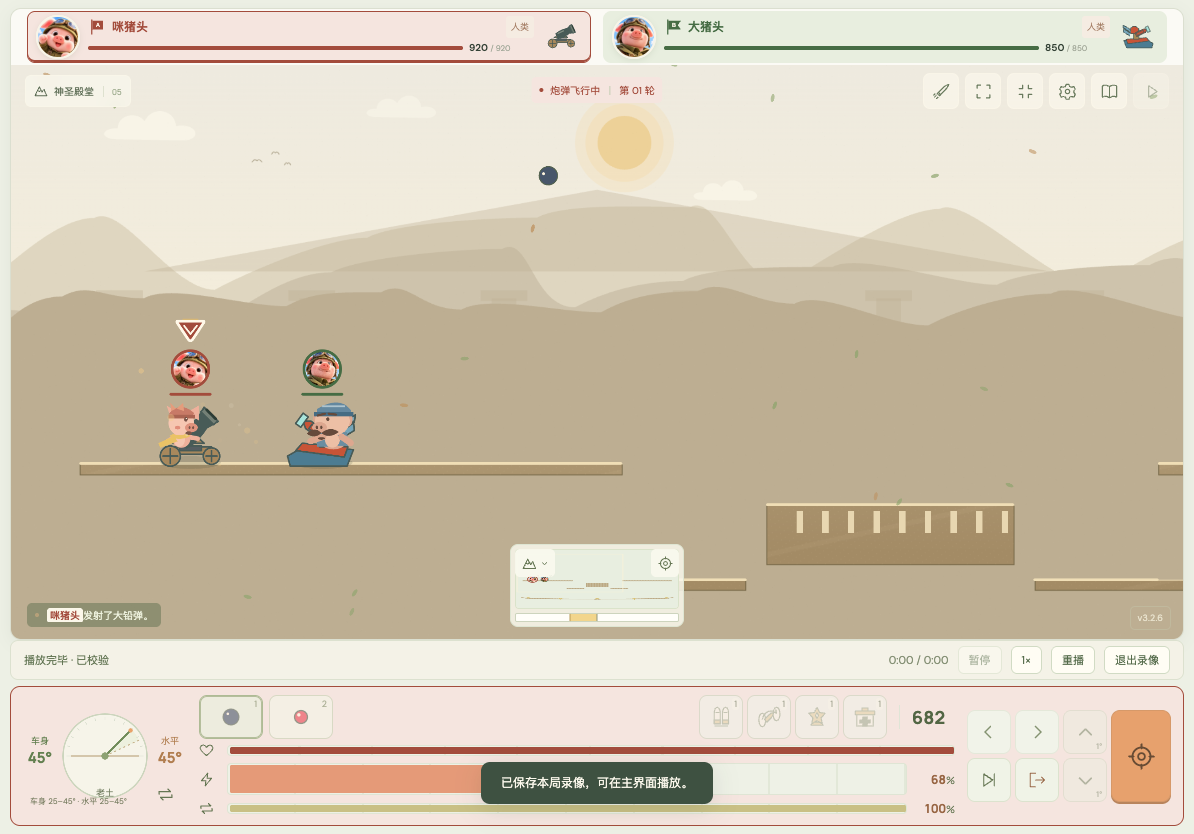 咪猪头
人类
920 / 920
大猪头
人类
850 / 850
神圣殿堂 05
炮弹飞行中 第 01 轮
咪猪头发射了大铅弹。
v3.2.6
播放完毕 · 已校验
0:00 / 0:00
暂停
1×
重播
退出录像
车身
45°
水平
45°
老土
车身 25–45° · 水平 25–45°
1
2
1
1
1
1
682
68%
100%
1°
1°
已保存本局录像，可在主界面播放。